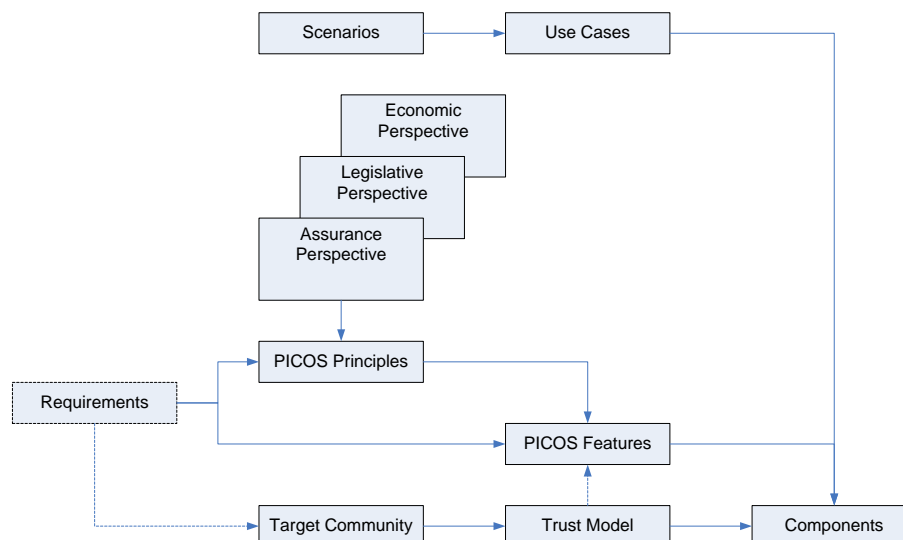 Scenarios
Use Cases
Economic
Perspective
Legislative
Perspective
Assurance
Perspective
PICOS Principles
Requirements
PICOS Features
Target Community
Trust Model
Components